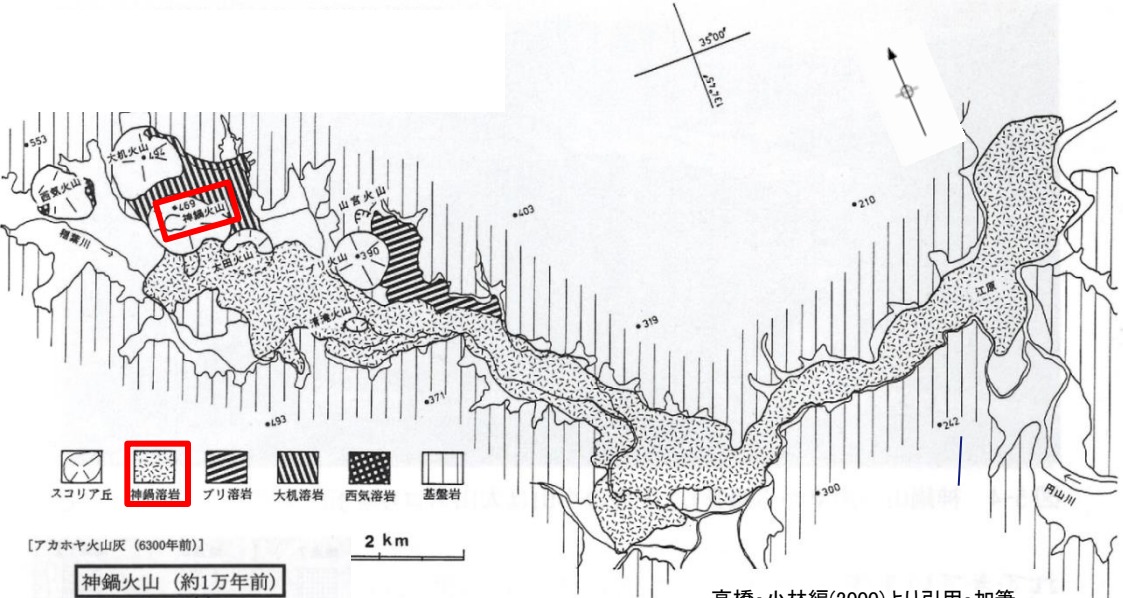 35°00'
134°45'
•553
大机火山
•494
西気火山
•469
神鍋火山
稲葉川
太田火山
山宮火山
ブリ火山
•390
清滝火山
•403
•210
•319
江原
•371
•493
•242
•300
円山川
スコリア丘
神鍋溶岩
ブリ溶岩
大机溶岩
西気溶岩
基盤岩
[アカホヤ火山灰 (6300年前)]
2 km
神鍋火山 (約1万年前)